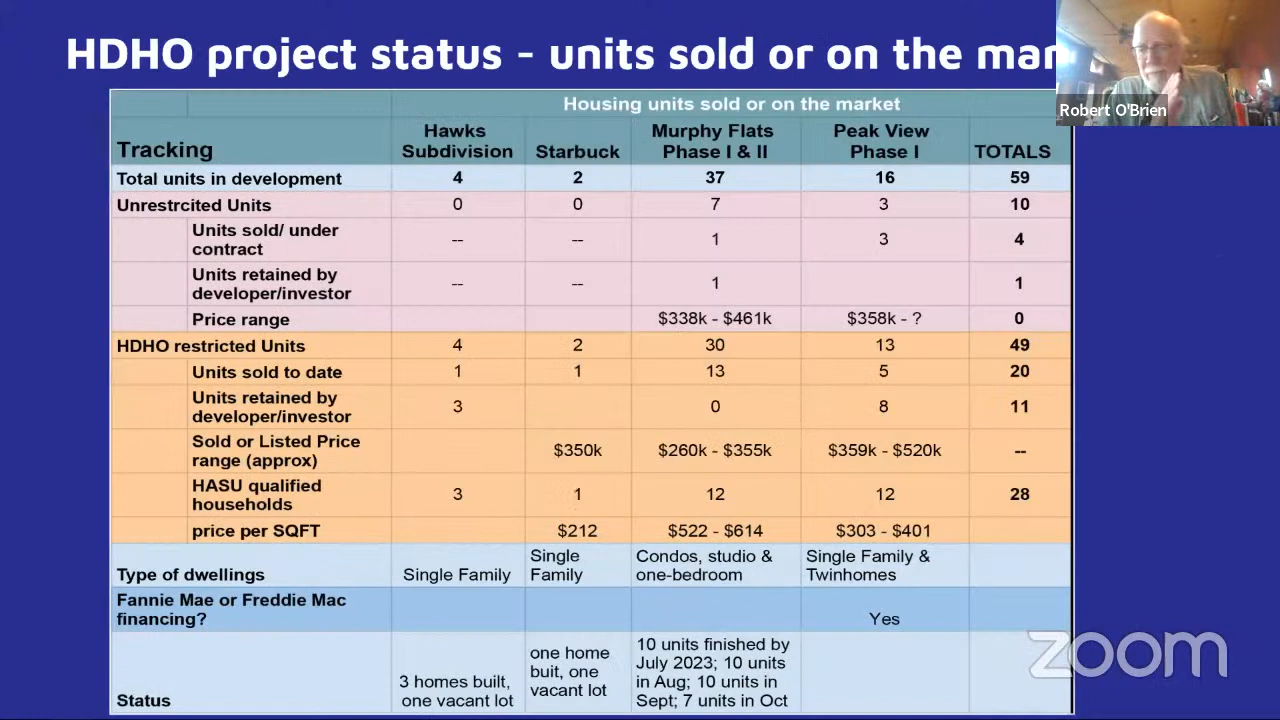 HDHO project status - units sold or on the mar
Robert O'Brien
Housing units sold or on the market
Tracking
Hawks
Subdivision
Starbuck
Murphy Flats
Phase I & II
Peak View
Phase I
TOTALS
Total units in development 4 2 37 16 59
Unrestrcited Units 0 0 7 3 10
Units sold/ under
contract
-- -- 1 3 4
Units retained by
developer/investor
-- -- 1 1
Price range $338k - $461k $358k - ? 0
HDHO restricted Units 4 2 30 13 49
Units sold to date 1 1 13 5 20
Units retained by
developer/investor
3 0 8 11
Sold or Listed Price
range (approx)
$350k $260k - $355k $359k - $520k --
HASU qualified
households
3 1 12 12 28
price per SQFT $212 $522 - $614 $303 - $401
Type of dwellings
Single Family
Single
Family
Condos, studio &
one-bedroom
Single Family &
Twinhomes
Fannie Mae or Freddie Mac
financing?
Yes
Status
3 homes built,
one vacant lot
one home
buit, one
vacant lot
10 units finished by
July 2023; 10 units
in Aug; 10 units in
Sept; 7 units in Oct
zoom